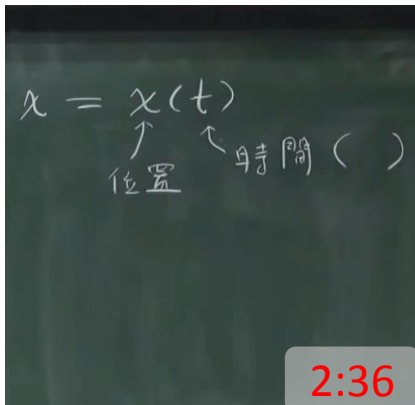 x = x(t)
位置
時間( )
2:36